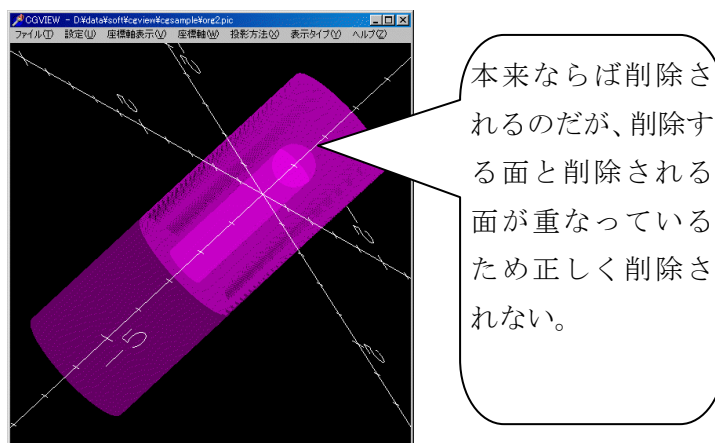 CGVIEW - D:¥data¥soft¥cgview¥cgsample¥org2.pic
ファイル(T) 設定(U) 座標軸表示(V) 座標軸(W) 投影方法(X) 表示タイプ(Y) ヘルプ(Z)
本来ならば削除さ
れるのだが、削除す
る面と削除される
面が重なっている
ため正しく削除さ
れない。
-5